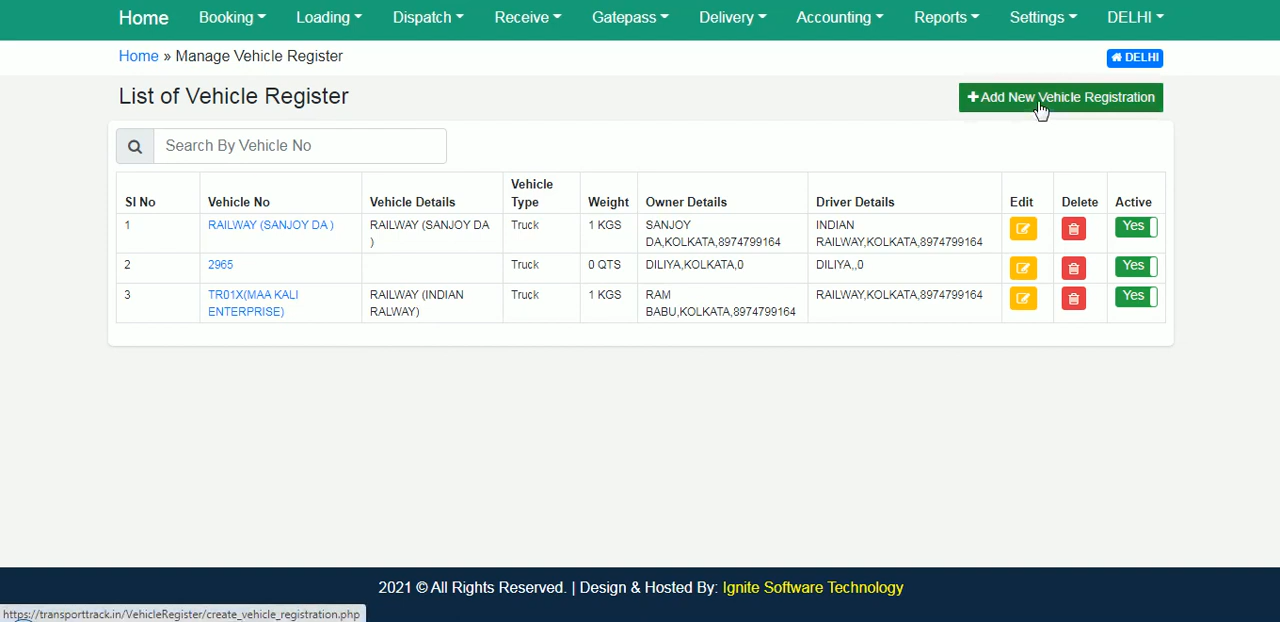 Home Booking Loading Dispatch Receive Gatepass Delivery Accounting Reports Settings DELHI
Home » Manage Vehicle Register DELHI
List of Vehicle Register
Add New Vehicle Registration
Search By Vehicle No
SI No Vehicle No Vehicle Details Vehicle Type Weight Owner Details Driver Details Edit Delete Active
1 RAILWAY (SANJOY DA ) RAILWAY (SANJOY DA ) Truck 1 KGS SANJOY DA,KOLKATA,8974799164 INDIAN RAILWAY,KOLKATA,8974799164 Yes
2 2965 Truck 0 QTS DILIYA,KOLKATA,0 DILIYA,,0 Yes
3 TR01X(MAA KALI ENTERPRISE) RAILWAY (INDIAN RALWAY) Truck 1 KGS RAM BABU,KOLKATA,8974799164 RAILWAY,KOLKATA,8974799164 Yes
2021 © All Rights Reserved. | Design & Hosted By: Ignite Software Technology
https://transporttrack.in/VehicleRegister/create_vehicle_registration.php